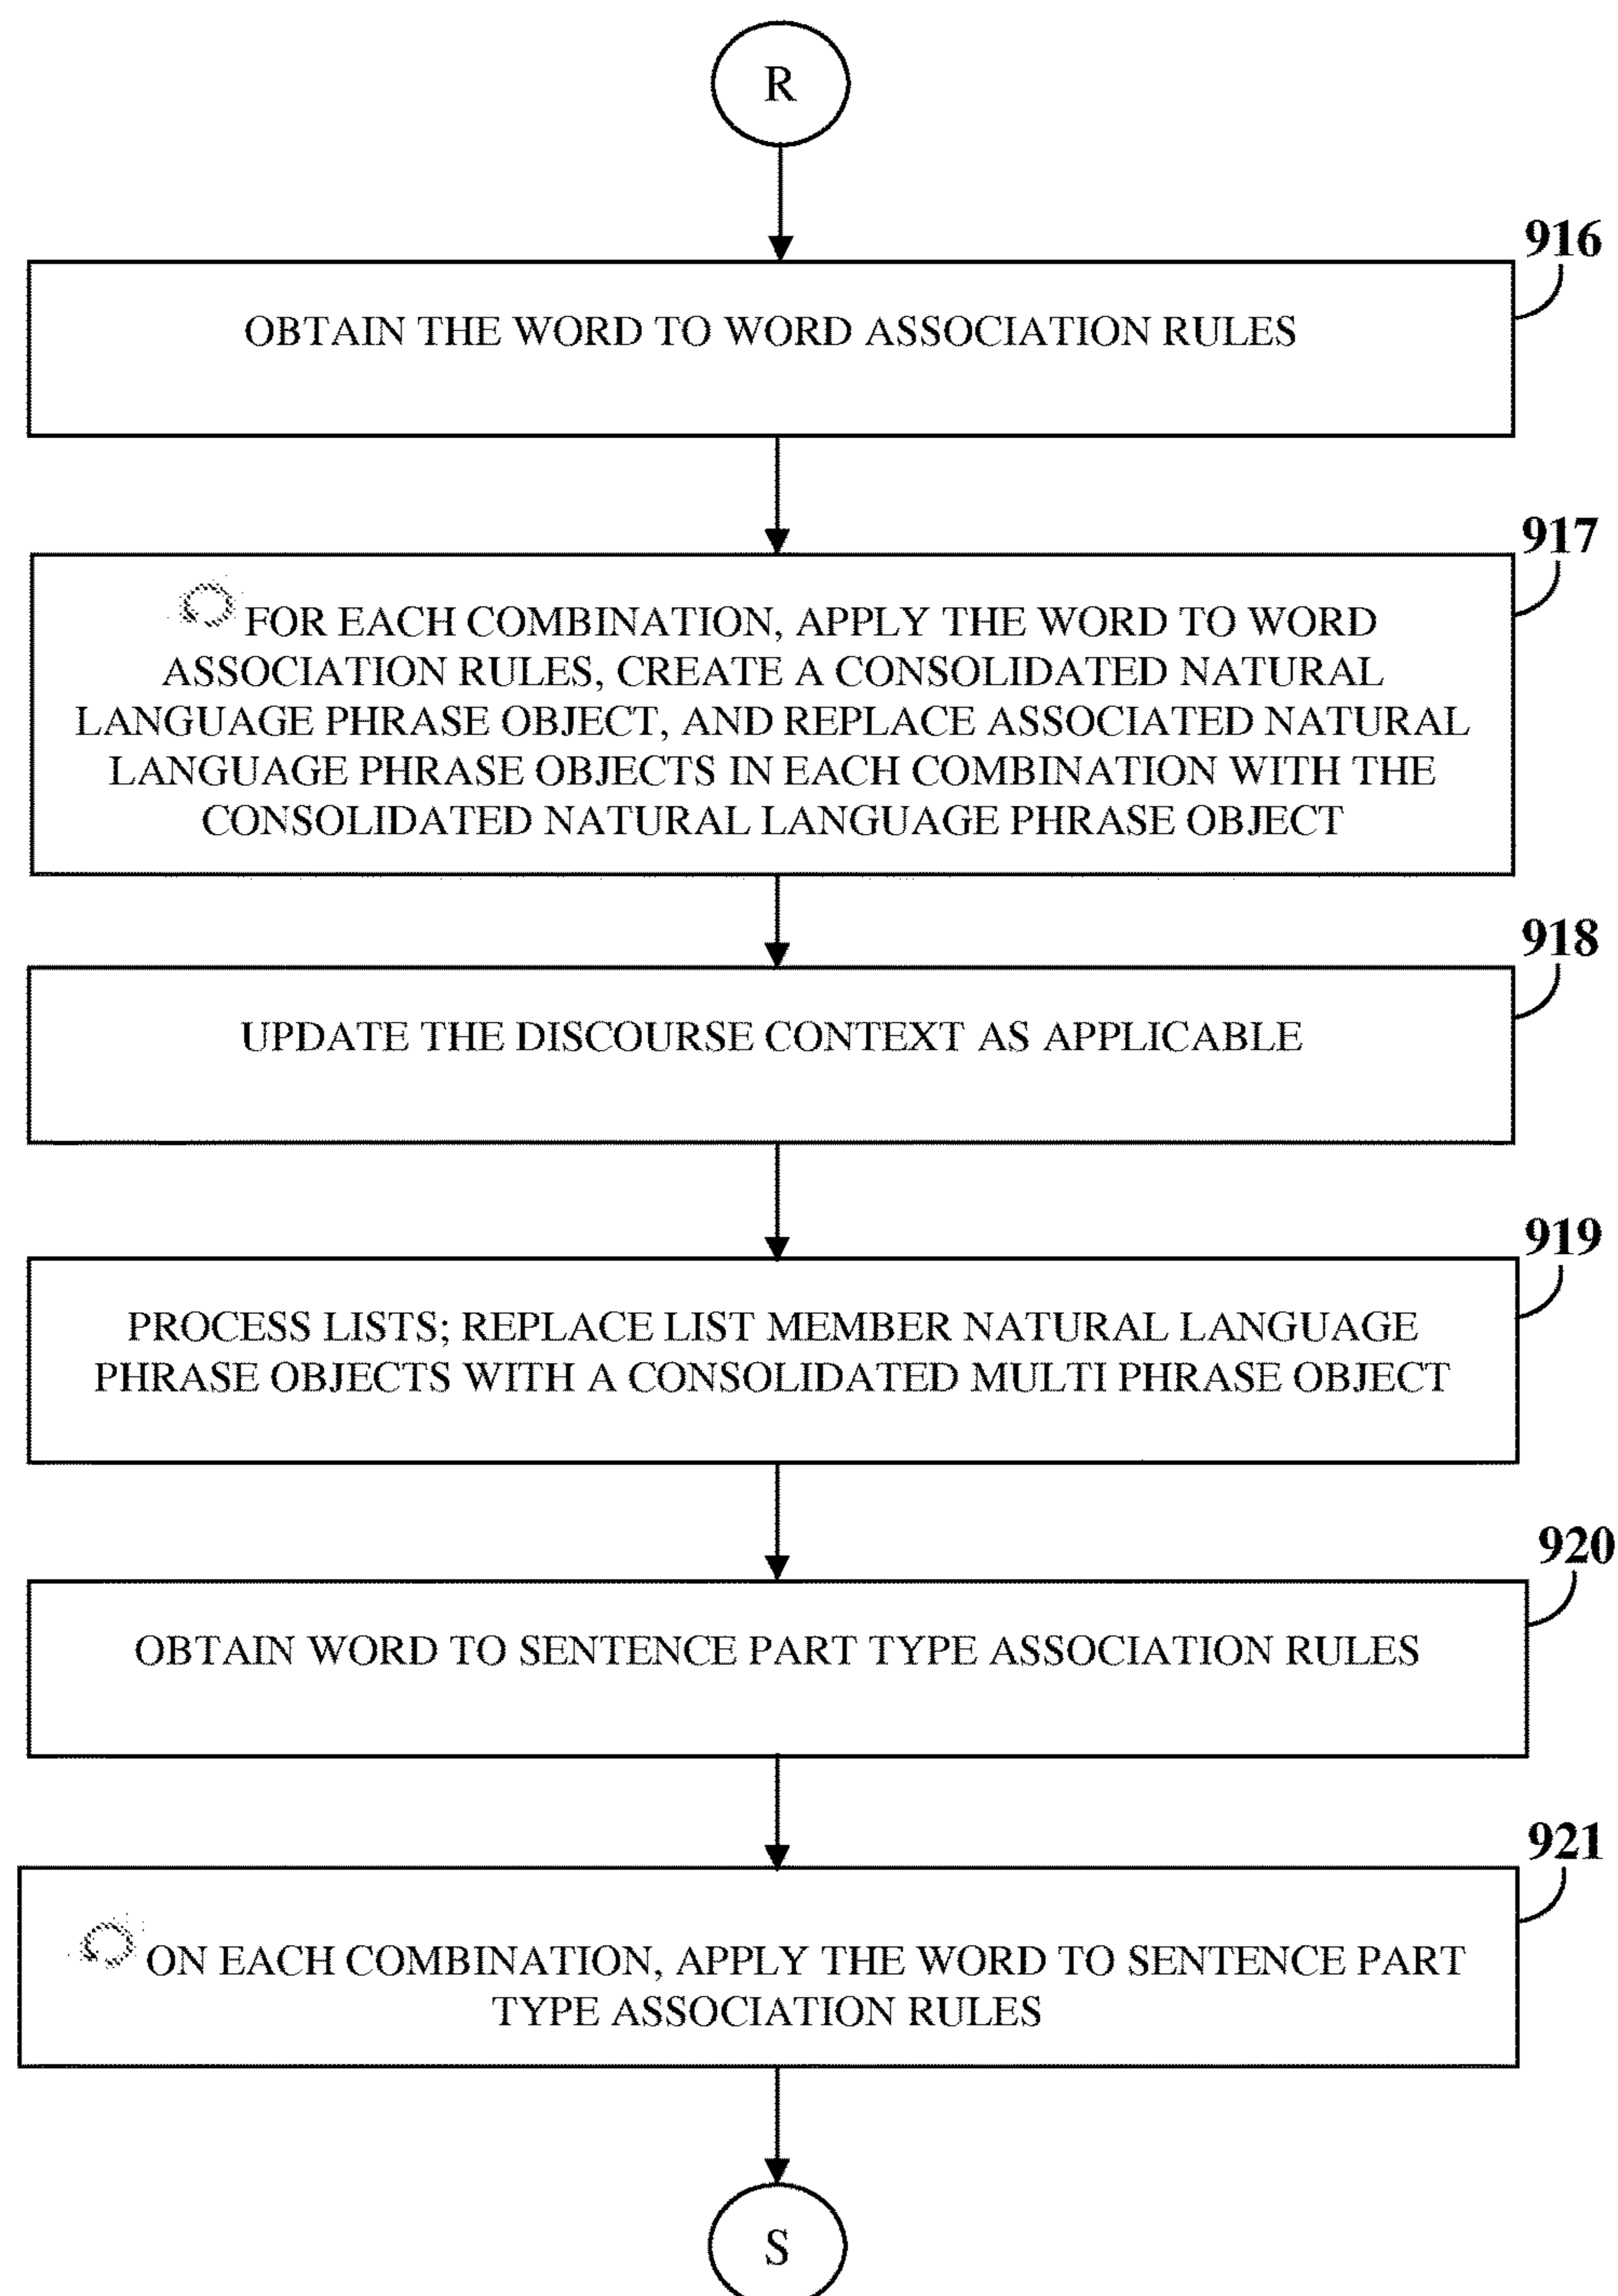 R
916
OBTAIN THE WORD TO WORD ASSOCIATION RULES
917
FOR EACH COMBINATION, APPLY THE WORD TO WORD
ASSOCIATION RULES, CREATE A CONSOLIDATED NATURAL
LANGUAGE PHRASE OBJECT, AND REPLACE ASSOCIATED NATURAL
LANGUAGE PHRASE OBJECTS IN EACH COMBINATION WITH THE
CONSOLIDATED NATURAL LANGUAGE PHRASE OBJECT
918
UPDATE THE DISCOURSE CONTEXT AS APPLICABLE
919
PROCESS LISTS; REPLACE LIST MEMBER NATURAL LANGUAGE
PHRASE OBJECTS WITH A CONSOLIDATED MULTI PHRASE OBJECT
920
OBTAIN WORD TO SENTENCE PART TYPE ASSOCIATION RULES
921
ON EACH COMBINATION, APPLY THE WORD TO SENTENCE PART
TYPE ASSOCIATION RULES
S